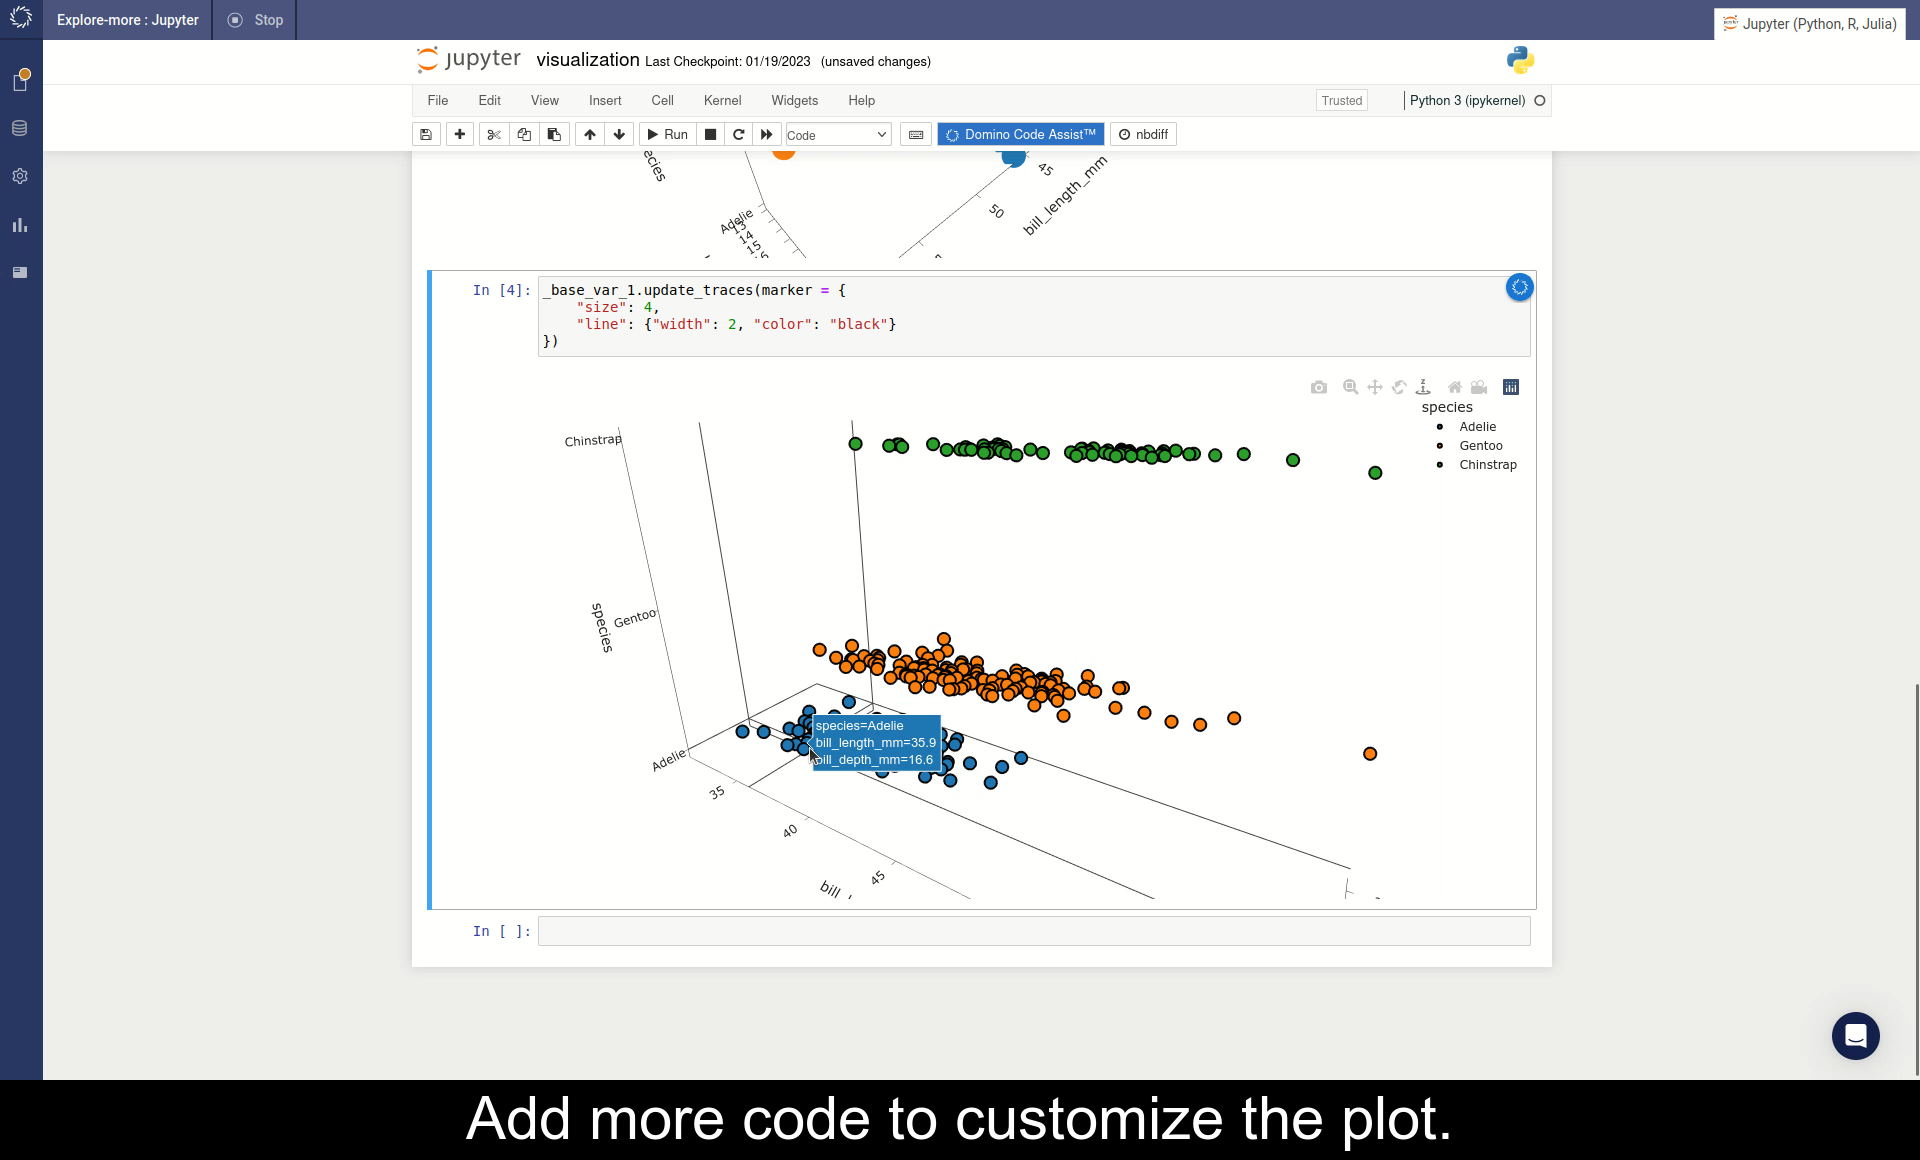 Explore-more : Jupyter
Stop
Jupyter (Python, R, Julia)
jupyter visualization Last Checkpoint: 01/19/2023 (unsaved changes)
File Edit View Insert Cell Kernel Widgets Help
Trusted
Python 3 (ipykernel)
Run
Code
Domino Code Assist™
nbdiff
ecies
Adelie
13
14
15
45
50
bill_length_mm
In [4]:
_base_var_1.update_traces(marker = {
"size": 4,
"line": {"width": 2, "color": "black"}
})
species
Adelie
Gentoo
Chinstrap
Chinstrap
Gentoo
Adelie
species
species=Adelie
bill_length_mm=35.9
bill_depth_mm=16.6
35
40
45
bill_
In [ ]:
Add more code to customize the plot.